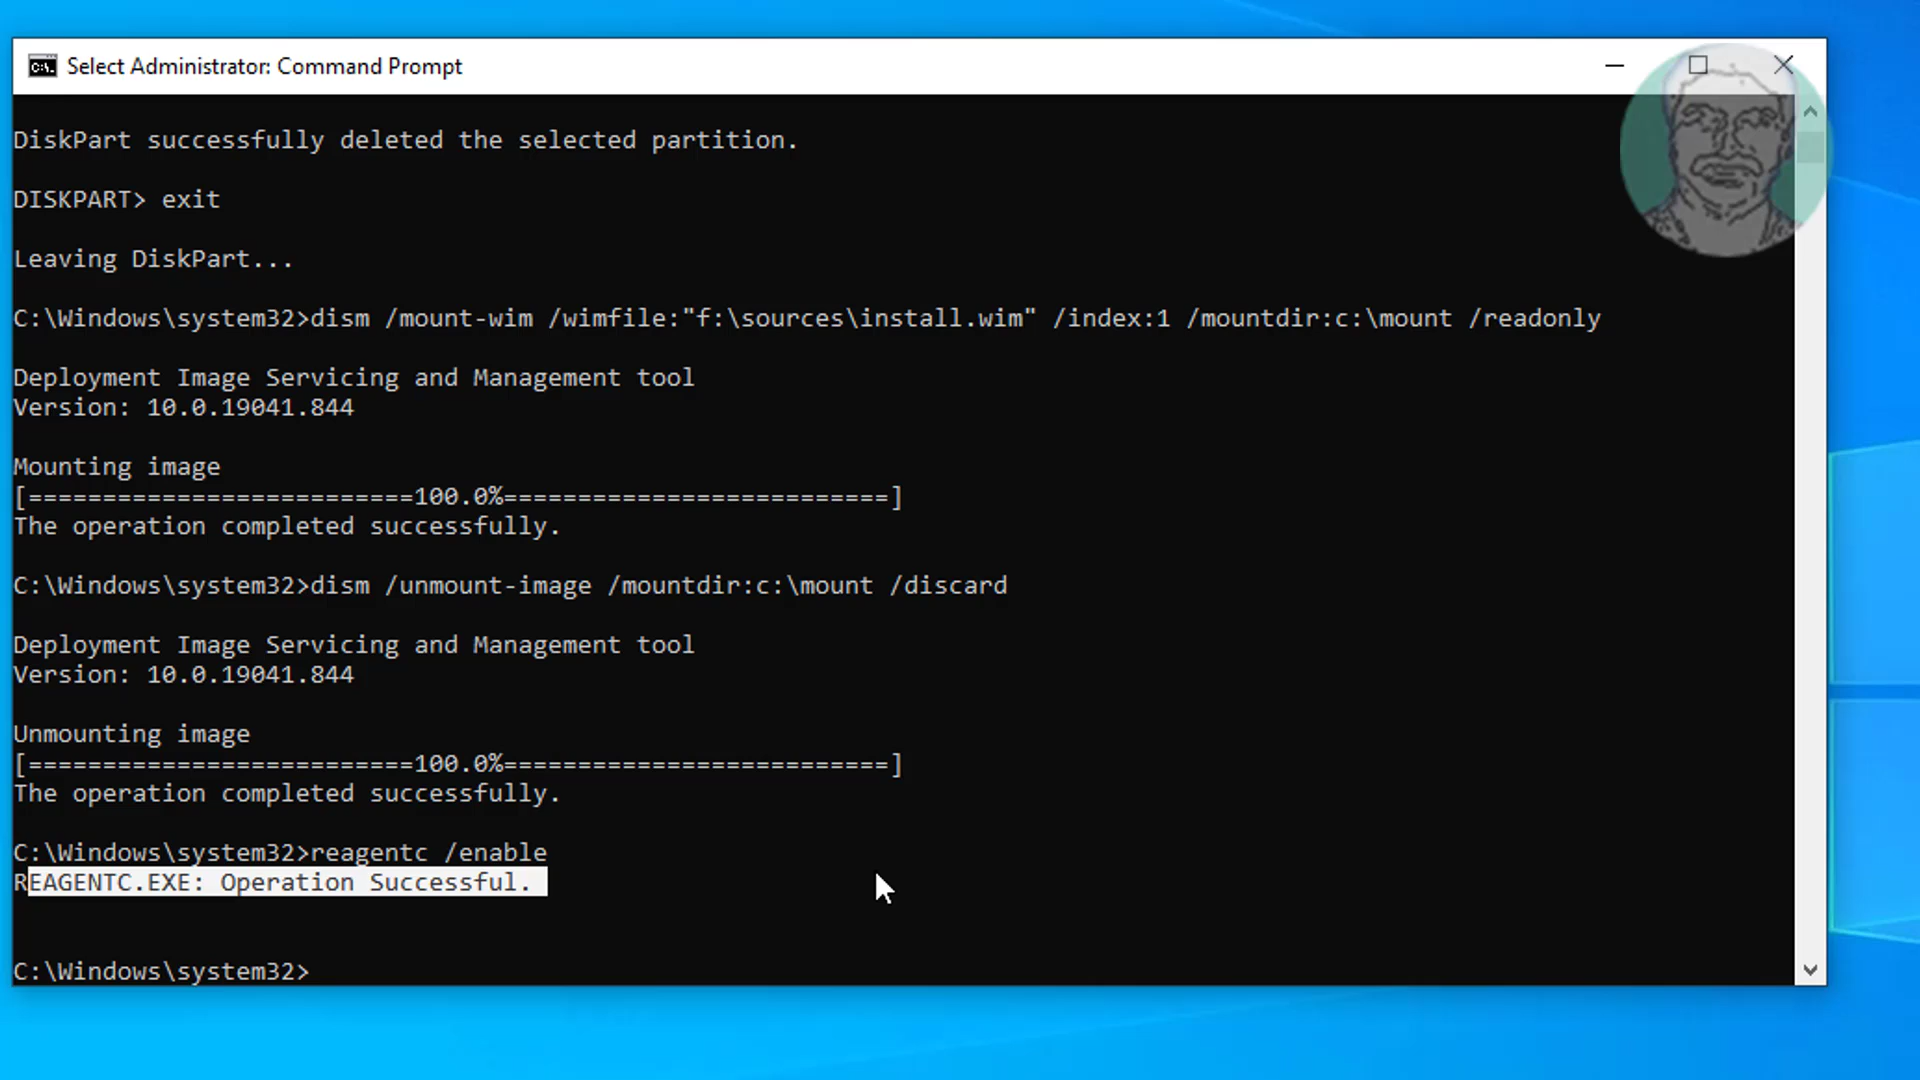 Select Administrator: Command Prompt
DiskPart successfully deleted the selected partition.
DISKPART> exit
Leaving DiskPart...
C:\Windows\system32>dism /mount-wim /wimfile:"f:\sources\install.wim" /index:1 /mountdir:c:\mount /readonly
Deployment Image Servicing and Management tool
Version: 10.0.19041.844
Mounting image
[==========================100.0%==========================]
The operation completed successfully.
C:\Windows\system32>dism /unmount-image /mountdir:c:\mount /discard
Deployment Image Servicing and Management tool
Version: 10.0.19041.844
Unmounting image
[==========================100.0%==========================]
The operation completed successfully.
C:\Windows\system32>reagentc /enable
REAGENTC.EXE: Operation Successful.
C:\Windows\system32>